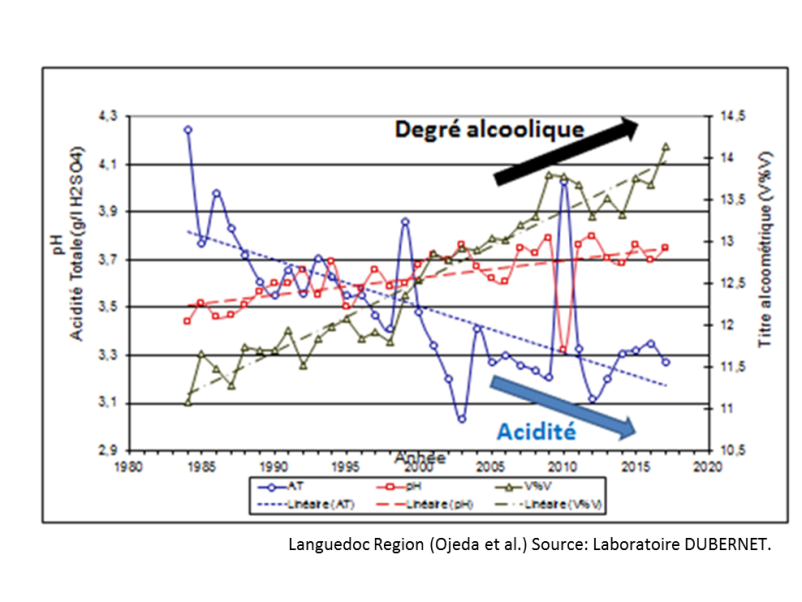 Degré alcoolique
Acidité
pH
Acidité Totale(g/l H2SO4)
4,3
4,1
3,9
3,7
3,5
3,3
3,1
2,9
14,5
14
13,5
13
12,5
12
11,5
11
10,5
Titre alcoométrique (V%V)
1980 1985 1990 1995 2000 2005 2010 2015 2020
Année
AT pH V%V
Linéaire (AT) Linéaire (pH) Linéaire (V%V)
Languedoc Region (Ojeda et al.) Source: Laboratoire DUBERNET.